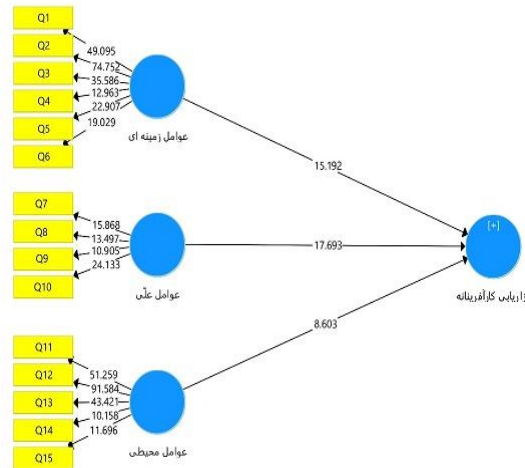 Q1
Q2
Q3
Q4
Q5
Q6
49.095
74.752
35.586
12.963
22.907
19.029
عوامل زمینه ای
15.192
Q7
Q8
Q9
Q10
15.868
13.497
10.905
24.133
عوامل علّی
17.693
[+]
زاریابی کارآفرینانه
8.603
Q11
Q12
Q13
Q14
Q15
51.259
91.584
43.421
10.158
11.696
عوامل محیطی